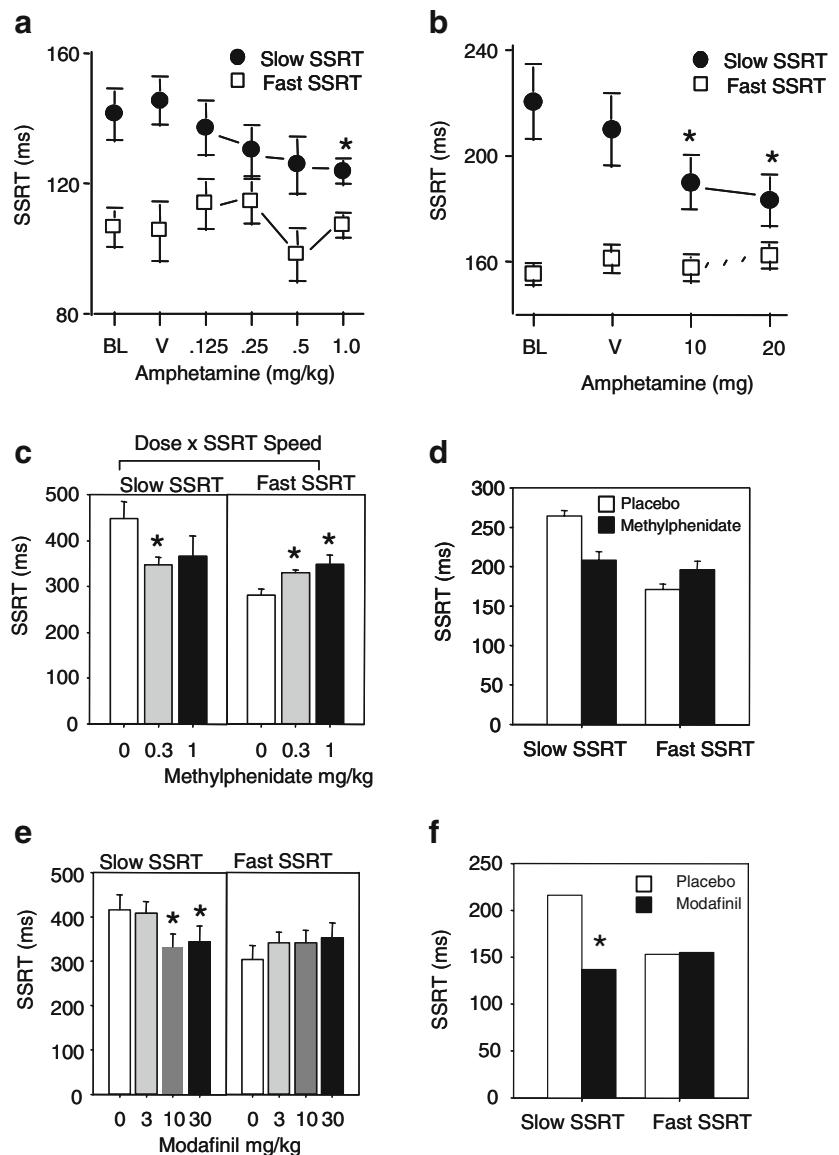 a
160
120
80
SSRT (ms)
Slow SSRT
Fast SSRT
*
BL V .125 .25 .5 1.0
Amphetamine (mg/kg)
b
240
200
160
SSRT (ms)
Slow SSRT
Fast SSRT
* *
BL V 10 20
Amphetamine (mg)
c
Dose x SSRT Speed
Slow SSRT Fast SSRT
500
400
300
200
100
0
SSRT (ms)
* * *
0 0.3 1 0 0.3 1
Methylphenidate mg/kg
d
300
250
200
150
100
50
0
SSRT (ms)
Placebo
Methylphenidate
Slow SSRT Fast SSRT
e
Slow SSRT Fast SSRT
500
400
300
200
100
0
SSRT (ms)
* *
0 3 10 30 0 3 10 30
Modafinil mg/kg
f
250
200
150
100
50
0
SSRT (ms)
Placebo
Modafinil
*
Slow SSRT Fast SSRT